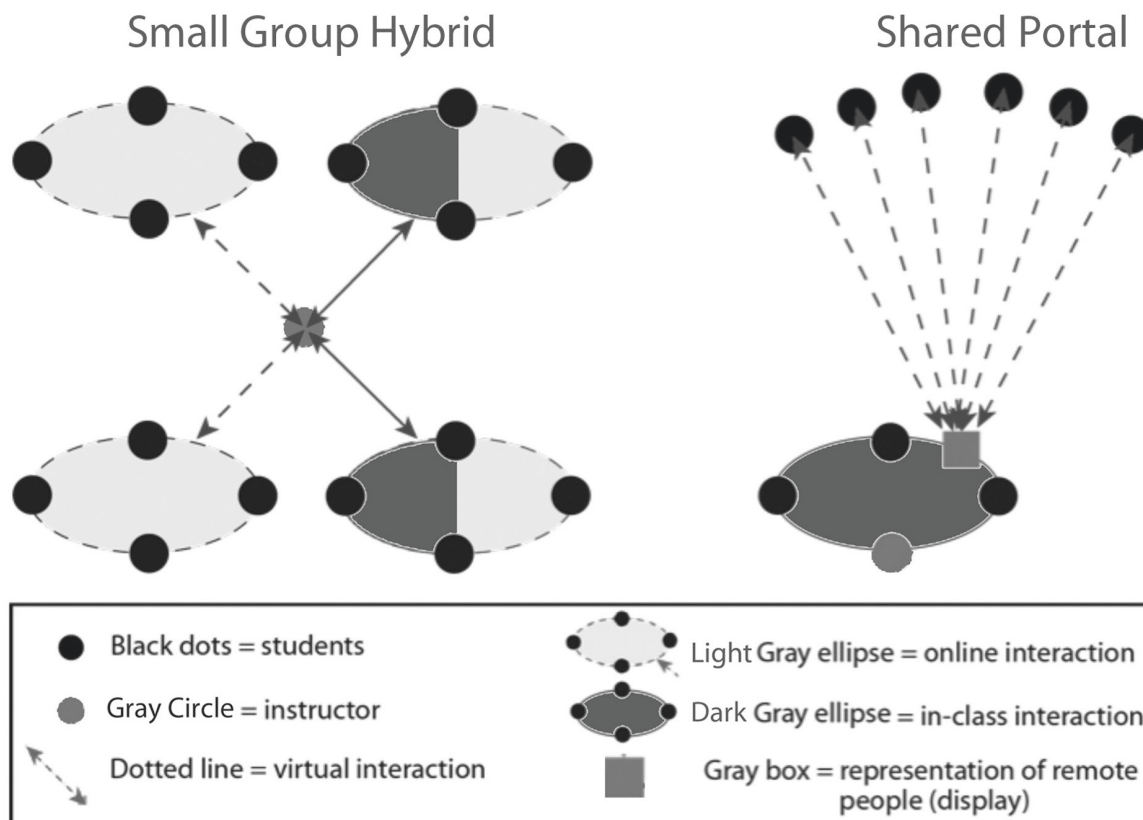 Small Group Hybrid
Shared Portal
Black dots = students
Gray Circle = instructor
Dotted line = virtual interaction
Light Gray ellipse = online interaction
Dark Gray ellipse = in-class interaction
Gray box = representation of remote
people (display)